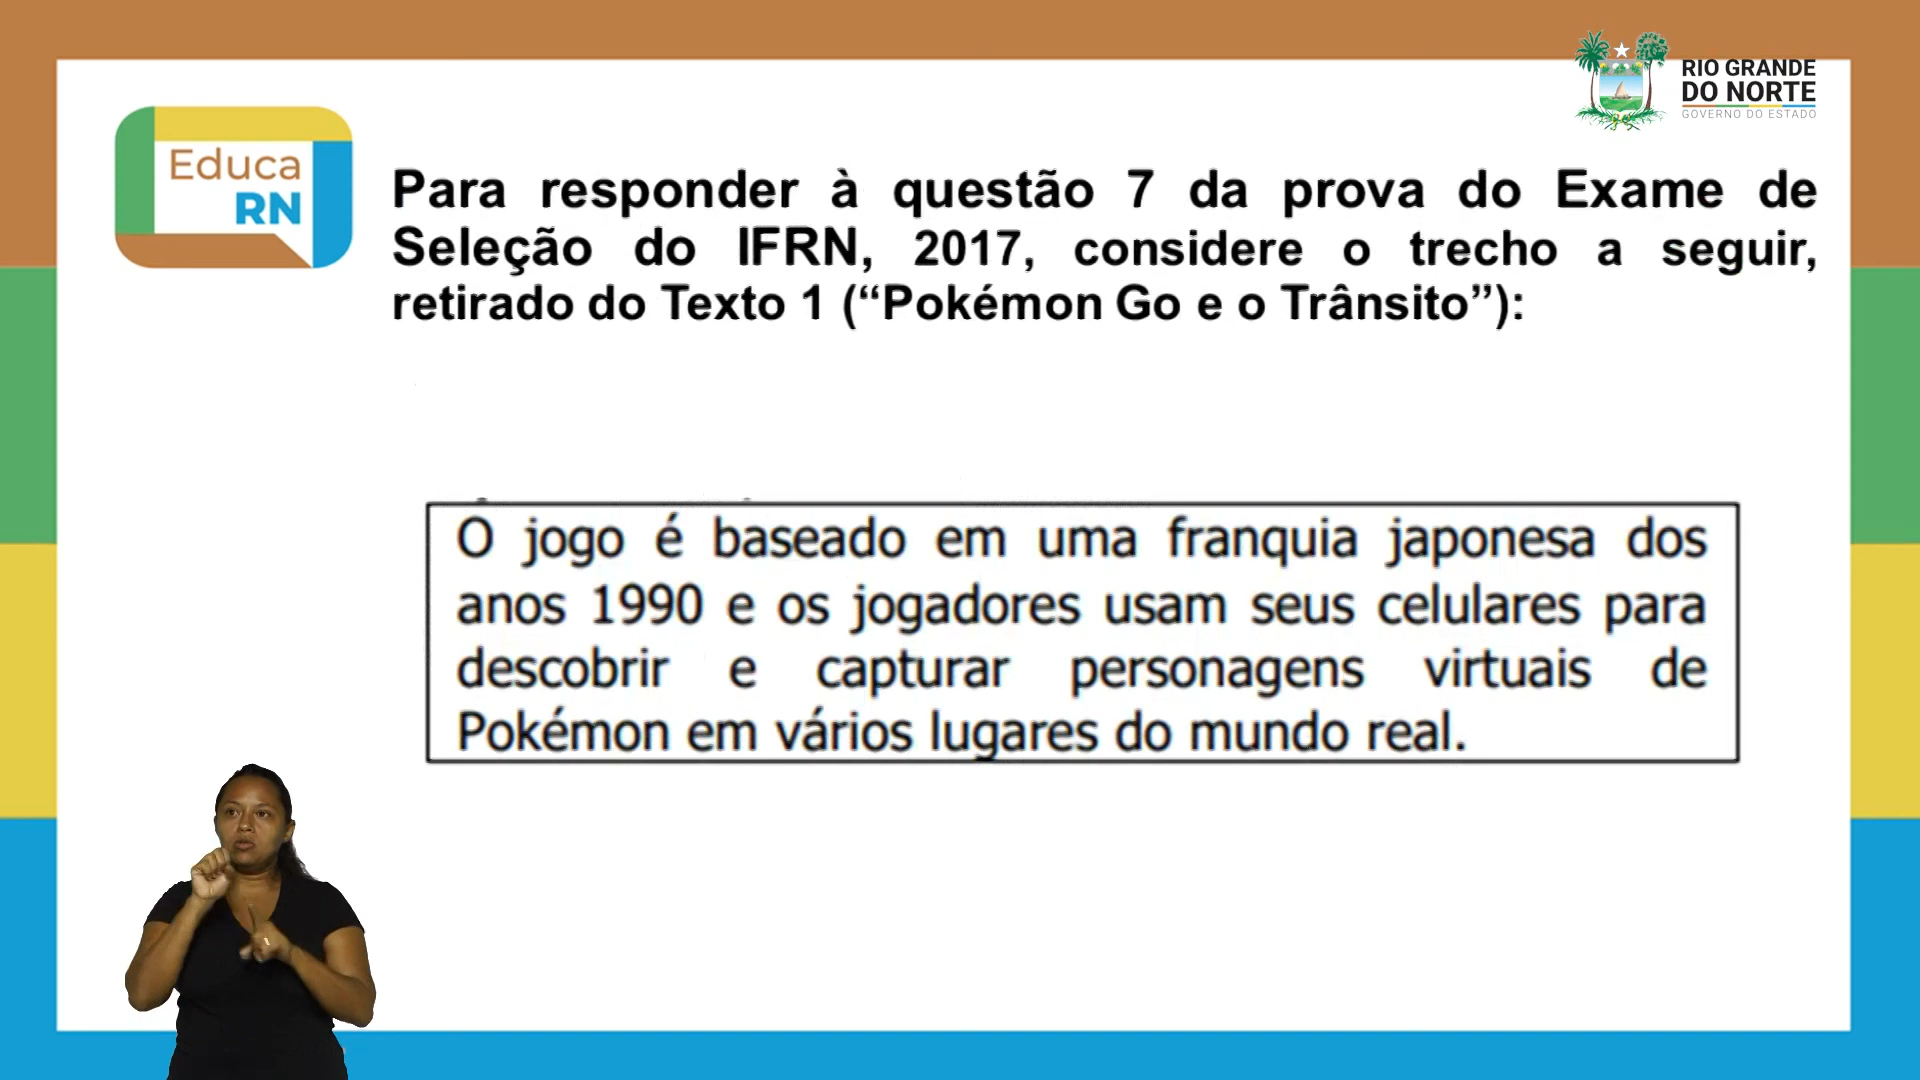 RIO GRANDE
DO NORTE
GOVERNO DO ESTADO
Educa
RN
Para responder à questão 7 da prova do Exame de
Seleção do IFRN, 2017, considere o trecho a seguir,
retirado do Texto 1 (“Pokémon Go e o Trânsito”):
O jogo é baseado em uma franquia japonesa dos
anos 1990 e os jogadores usam seus celulares para
descobrir e capturar personagens virtuais de
Pokémon em vários lugares do mundo real.